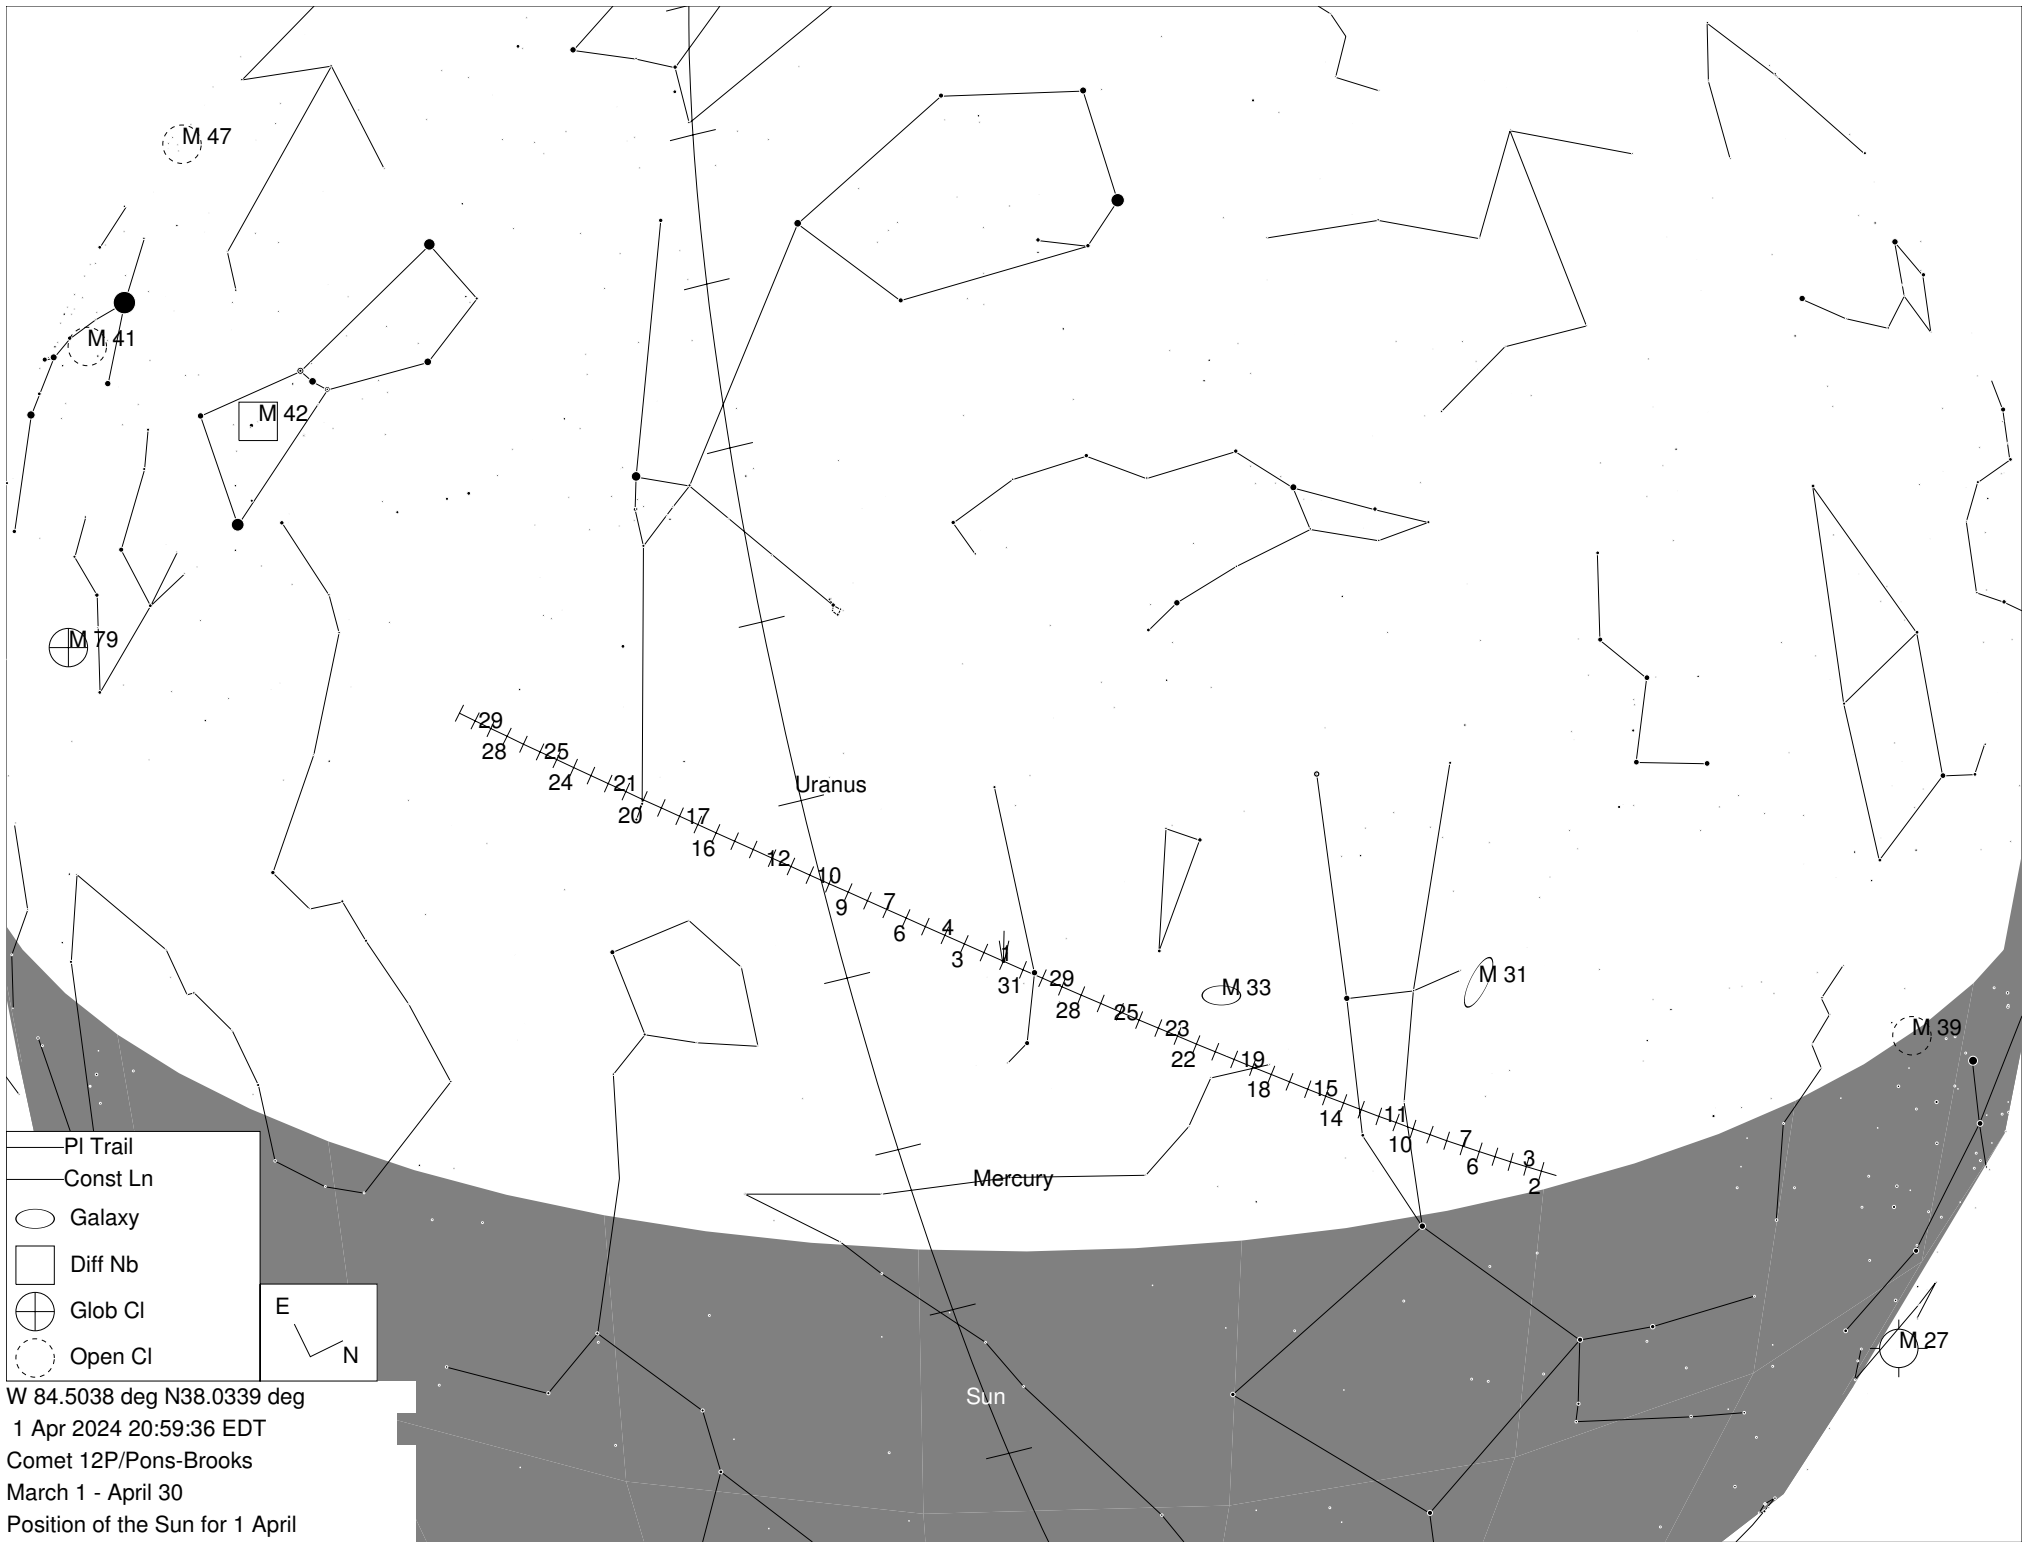 M 47
M 41
M 42
M 79
29
28
25
24
21
20
17
16
12
10
9
7
6
4
3
1
31
29
28
25
23
22
19
18
15
14
11
10
7
6
3
2
Uranus
M 33
M 31
M 39
Mercury
M 27
Sun
Pl Trail
Const Ln
Galaxy
Diff Nb
Glob Cl
Open Cl
E
N
W 84.5038 deg N38.0339 deg
1 Apr 2024 20:59:36 EDT
Comet 12P/Pons-Brooks
March 1 - April 30
Position of the Sun for 1 April